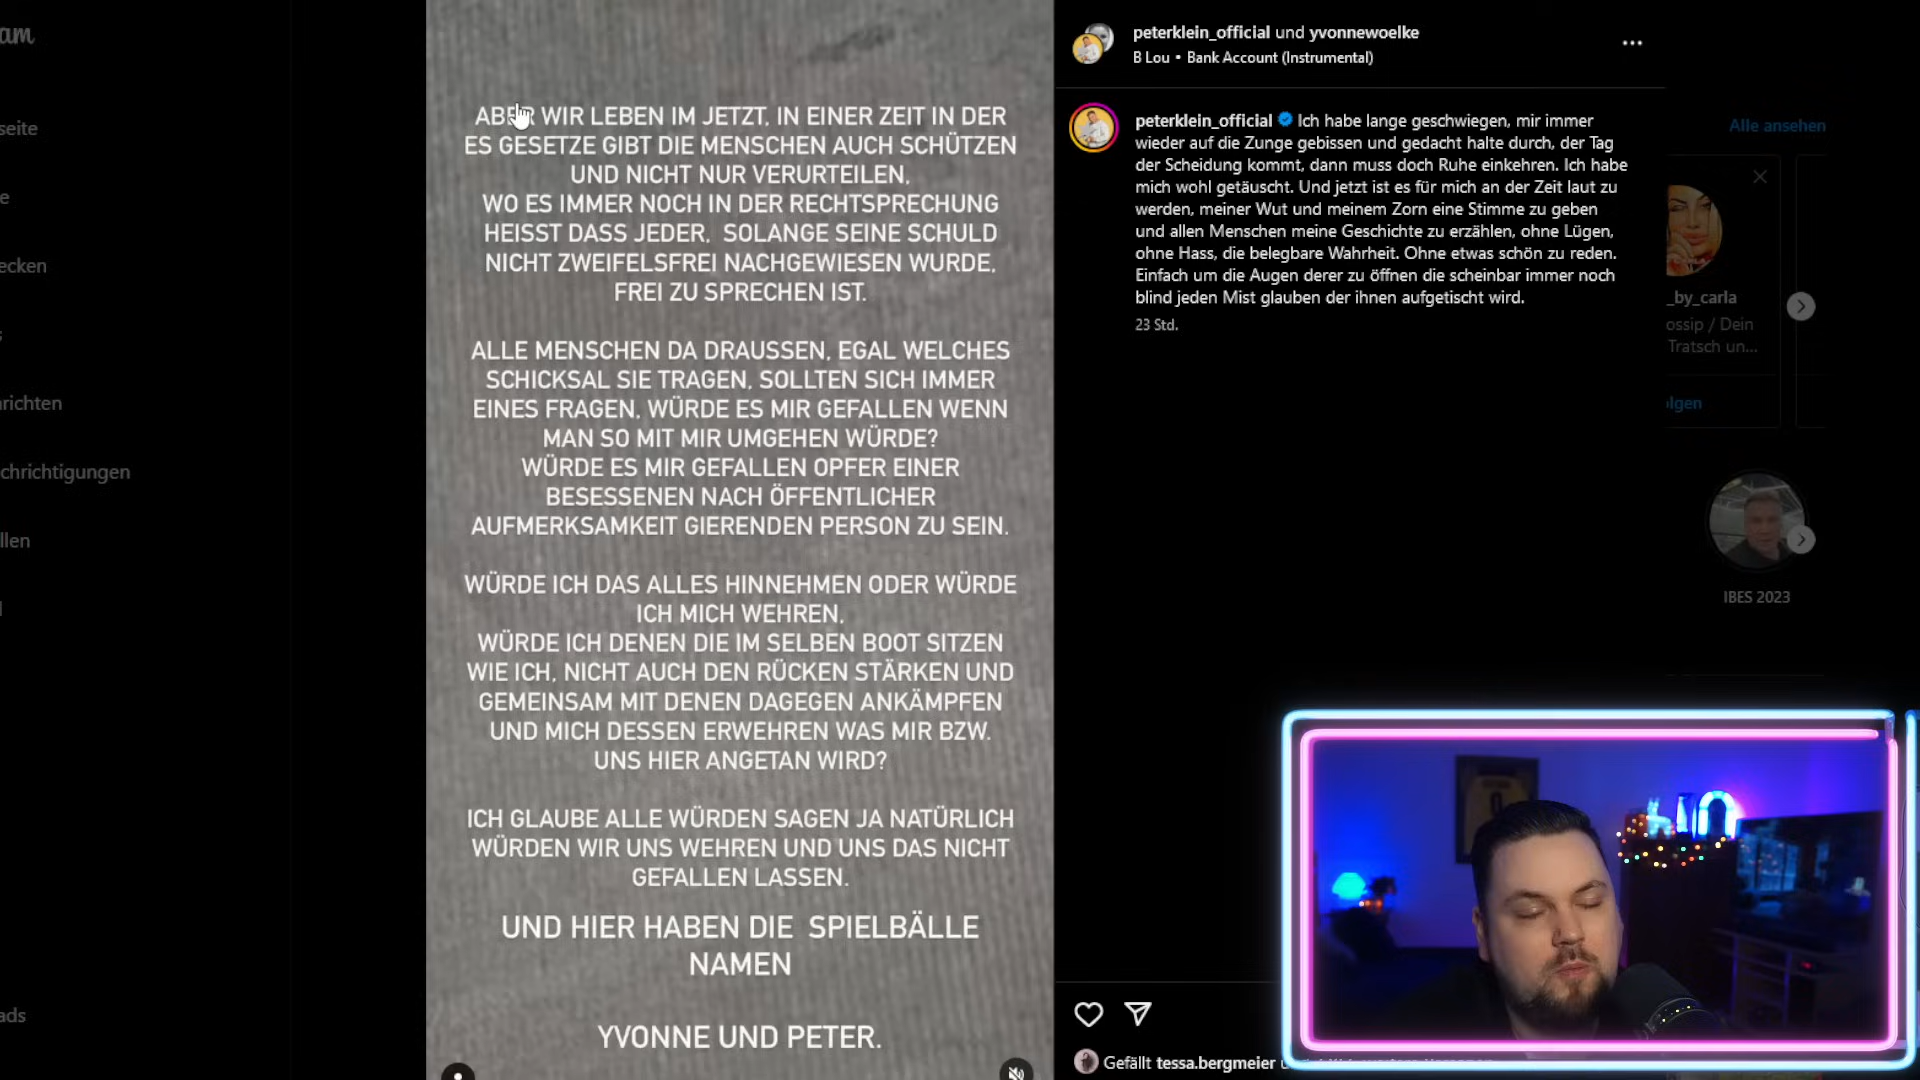 am
seite
e
ecken
s
richten
chrichtigungen
llen
l
ads
ABER WIR LEBEN IM JETZT, IN EINER ZEIT IN DER
ES GESETZE GIBT DIE MENSCHEN AUCH SCHÜTZEN
UND NICHT NUR VERURTEILEN,
WO ES IMMER NOCH IN DER RECHTSPRECHUNG
HEISST DASS JEDER, SOLANGE SEINE SCHULD
NICHT ZWEIFELSFREI NACHGEWIESEN WURDE,
FREI ZU SPRECHEN IST.
ALLE MENSCHEN DA DRAUSSEN, EGAL WELCHES
SCHICKSAL SIE TRAGEN, SOLLTEN SICH IMMER
EINES FRAGEN, WÜRDE ES MIR GEFALLEN WENN
MAN SO MIT MIR UMGEHEN WÜRDE?
WÜRDE ES MIR GEFALLEN OPFER EINER
BESESSENEN NACH ÖFFENTLICHER
AUFMERKSAMKEIT GIERENDEN PERSON ZU SEIN.
WÜRDE ICH DAS ALLES HINNEHMEN ODER WÜRDE
ICH MICH WEHREN,
WÜRDE ICH DENEN DIE IM SELBEN BOOT SITZEN
WIE ICH, NICHT AUCH DEN RÜCKEN STÄRKEN UND
GEMEINSAM MIT DENEN DAGEGEN ANKÄMPFEN
UND MICH DESSEN ERWEHREN WAS MIR BZW.
UNS HIER ANGETAN WIRD?
ICH GLAUBE ALLE WÜRDEN SAGEN JA NATÜRLICH
WÜRDEN WIR UNS WEHREN UND UNS DAS NICHT
GEFALLEN LASSEN.
UND HIER HABEN DIE SPIELBÄLLE
NAMEN
YVONNE UND PETER.
peterklein_official und yvonnewoelke
B Lou • Bank Account (Instrumental)
peterklein_official Ich habe lange geschwiegen, mir immer
wieder auf die Zunge gebissen und gedacht halte durch, der Tag
der Scheidung kommt, dann muss doch Ruhe einkehren. Ich habe
mich wohl getäuscht. Und jetzt ist es für mich an der Zeit laut zu
werden, meiner Wut und meinem Zorn eine Stimme zu geben
und allen Menschen meine Geschichte zu erzählen, ohne Lügen,
ohne Hass, die belegbare Wahrheit. Ohne etwas schön zu reden.
Einfach um die Augen derer zu öffnen die scheinbar immer noch
blind jeden Mist glauben der ihnen aufgetischt wird.
23 Std.
Gefällt tessa.bergmeier
Alle ansehen
_by_carla
ossip / Dein
Tratsch un...
lgen
IBES 2023